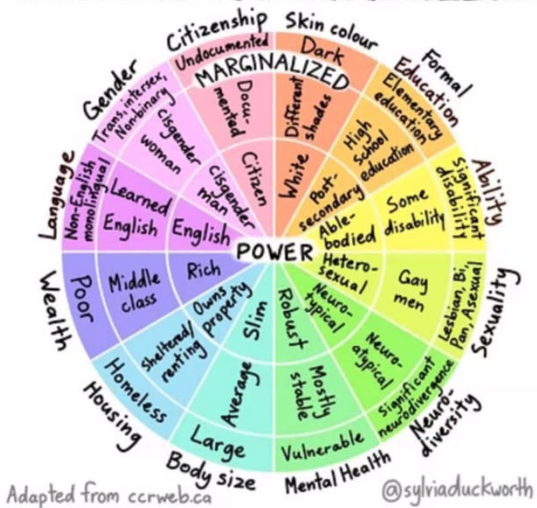 Citizenship
Undocumented
Documented
Citizen
Skin colour
Dark
Different
shades
White
Formal
Education
Elementary
education
High
School
education
Post-
secondary
Ability
Significant
disability
Some
disability
Able-
bodied
Sexuality
Lesbian, Bi,
Pan, Asexual
Gay
men
Hetero-
sexual
Neuro-
diversity
Significant
neurodivergence
Neuro-
atypical
Neuro-
typical
Mental Health
Vulnerable
Mostly
stable
Robust
Body size
Large
Average
Slim
Housing
Homeless
Sheltered/
renting
Owns
property
Wealth
Poor
Middle
class
Rich
Language
Non-English
monolingual
Learned
English
English
Gender
Trans, intersex,
Non-binary
cisgender
woman
cisgender
man
MARGINALIZED
POWER
Adapted from ccrweb.ca
@sylviaduckworth